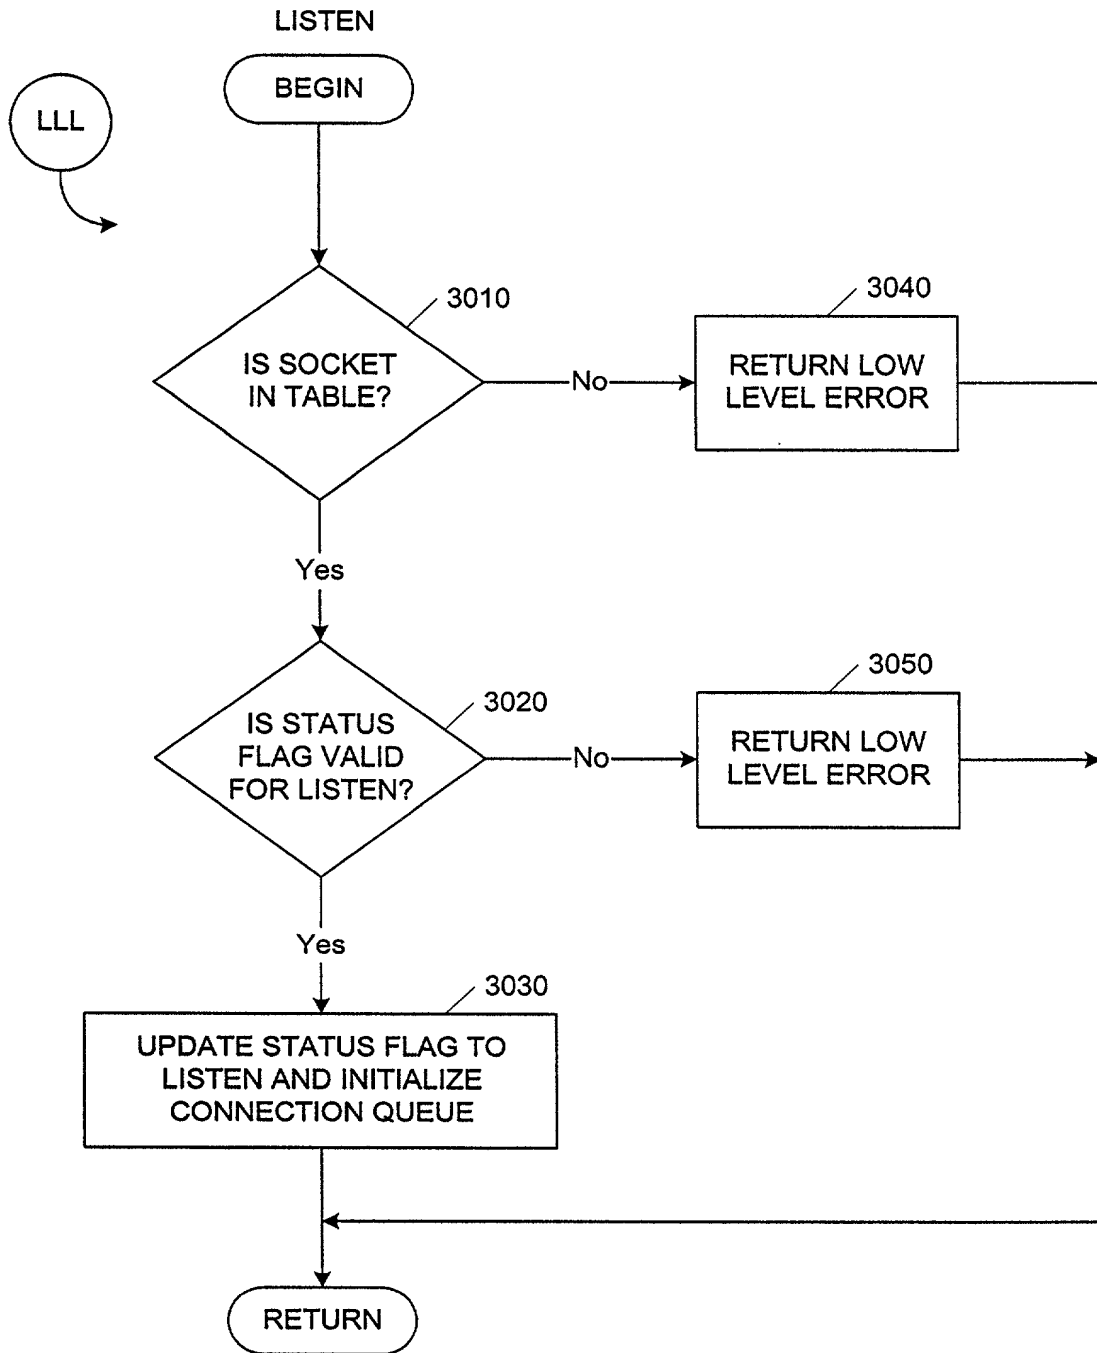 LISTEN
BEGIN
LLL
3010
IS SOCKET
IN TABLE?
No
3040
RETURN LOW
LEVEL ERROR
Yes
3020
IS STATUS
FLAG VALID
FOR LISTEN?
No
3050
RETURN LOW
LEVEL ERROR
Yes
3030
UPDATE STATUS FLAG TO
LISTEN AND INITIALIZE
CONNECTION QUEUE
RETURN